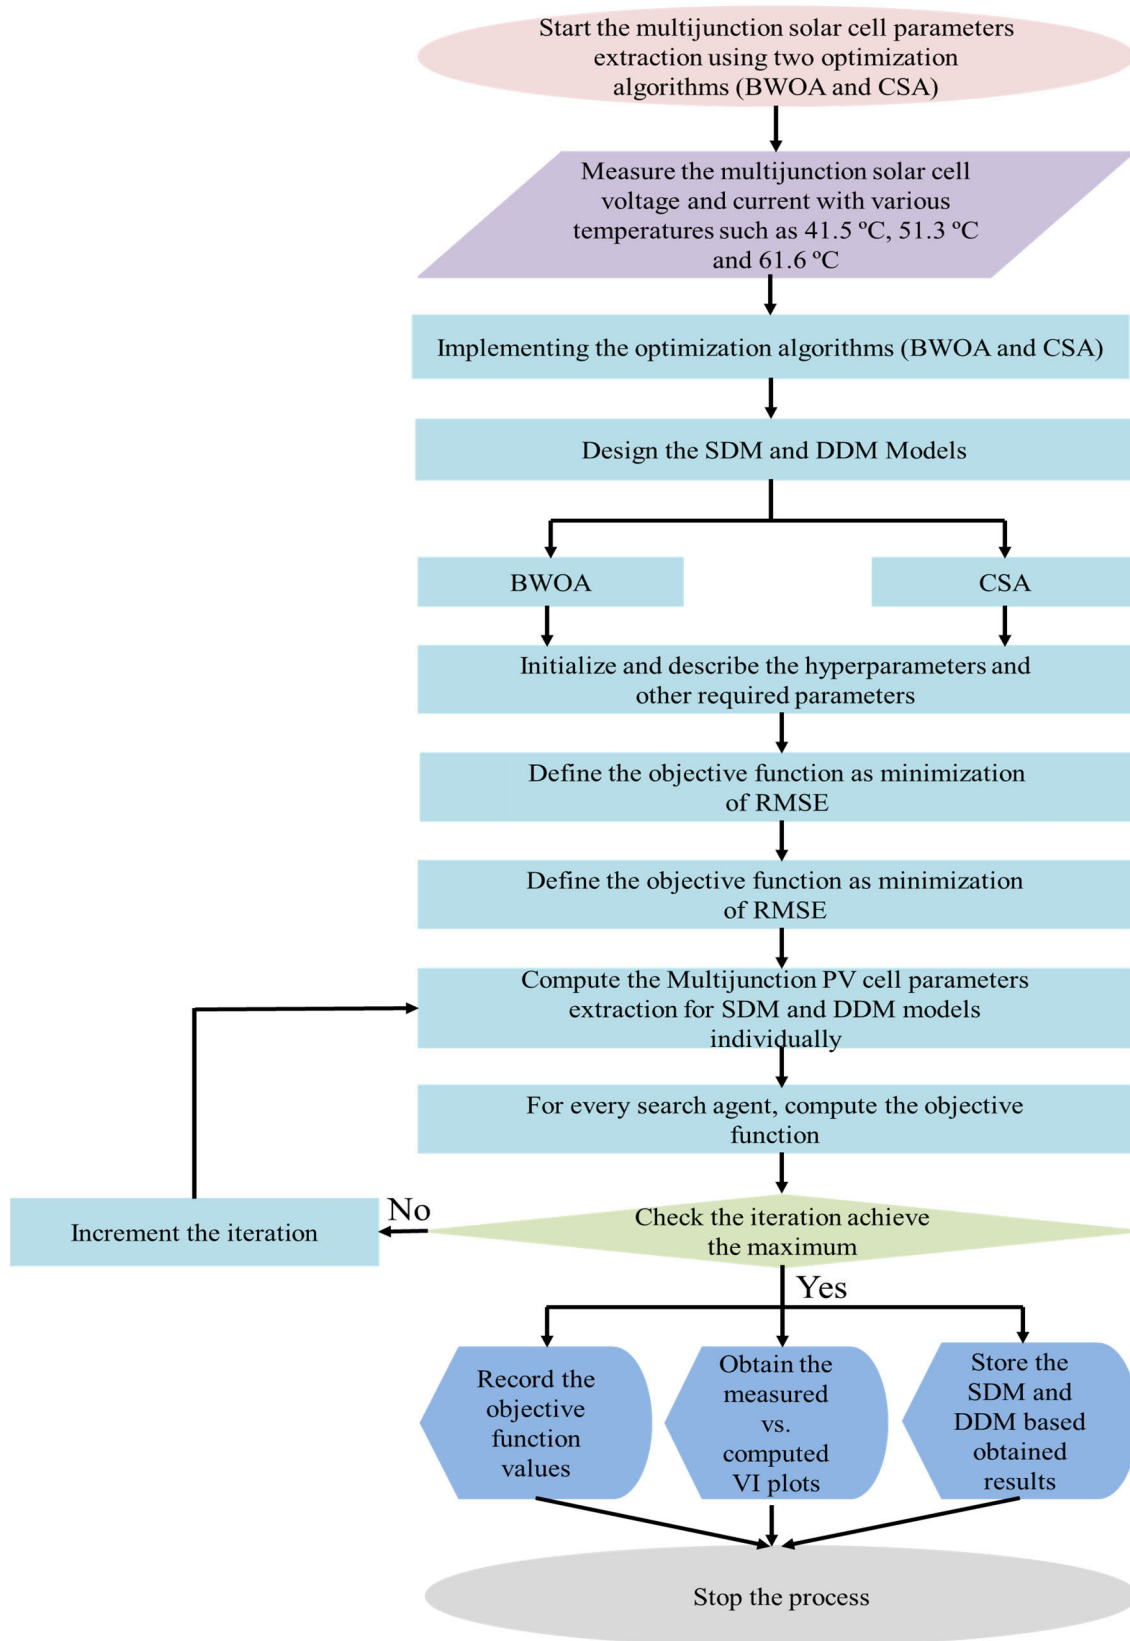 Start the multijunction solar cell parameters
extraction using two optimization
algorithms (BWOA and CSA)
Measure the multijunction solar cell
voltage and current with various
temperatures such as 41.5 ºC, 51.3 ºC
and 61.6 ºC
Implementing the optimization algorithms (BWOA and CSA)
Design the SDM and DDM Models
BWOA
CSA
Initialize and describe the hyperparameters and
other required parameters
Define the objective function as minimization
of RMSE
Define the objective function as minimization
of RMSE
Compute the Multijunction PV cell parameters
extraction for SDM and DDM models
individually
For every search agent, compute the objective
function
Check the iteration achieve
the maximum
No
Increment the iteration
Yes
Record the
objective
function
values
Obtain the
measured
vs.
computed
VI plots
Store the
SDM and
DDM based
obtained
results
Stop the process